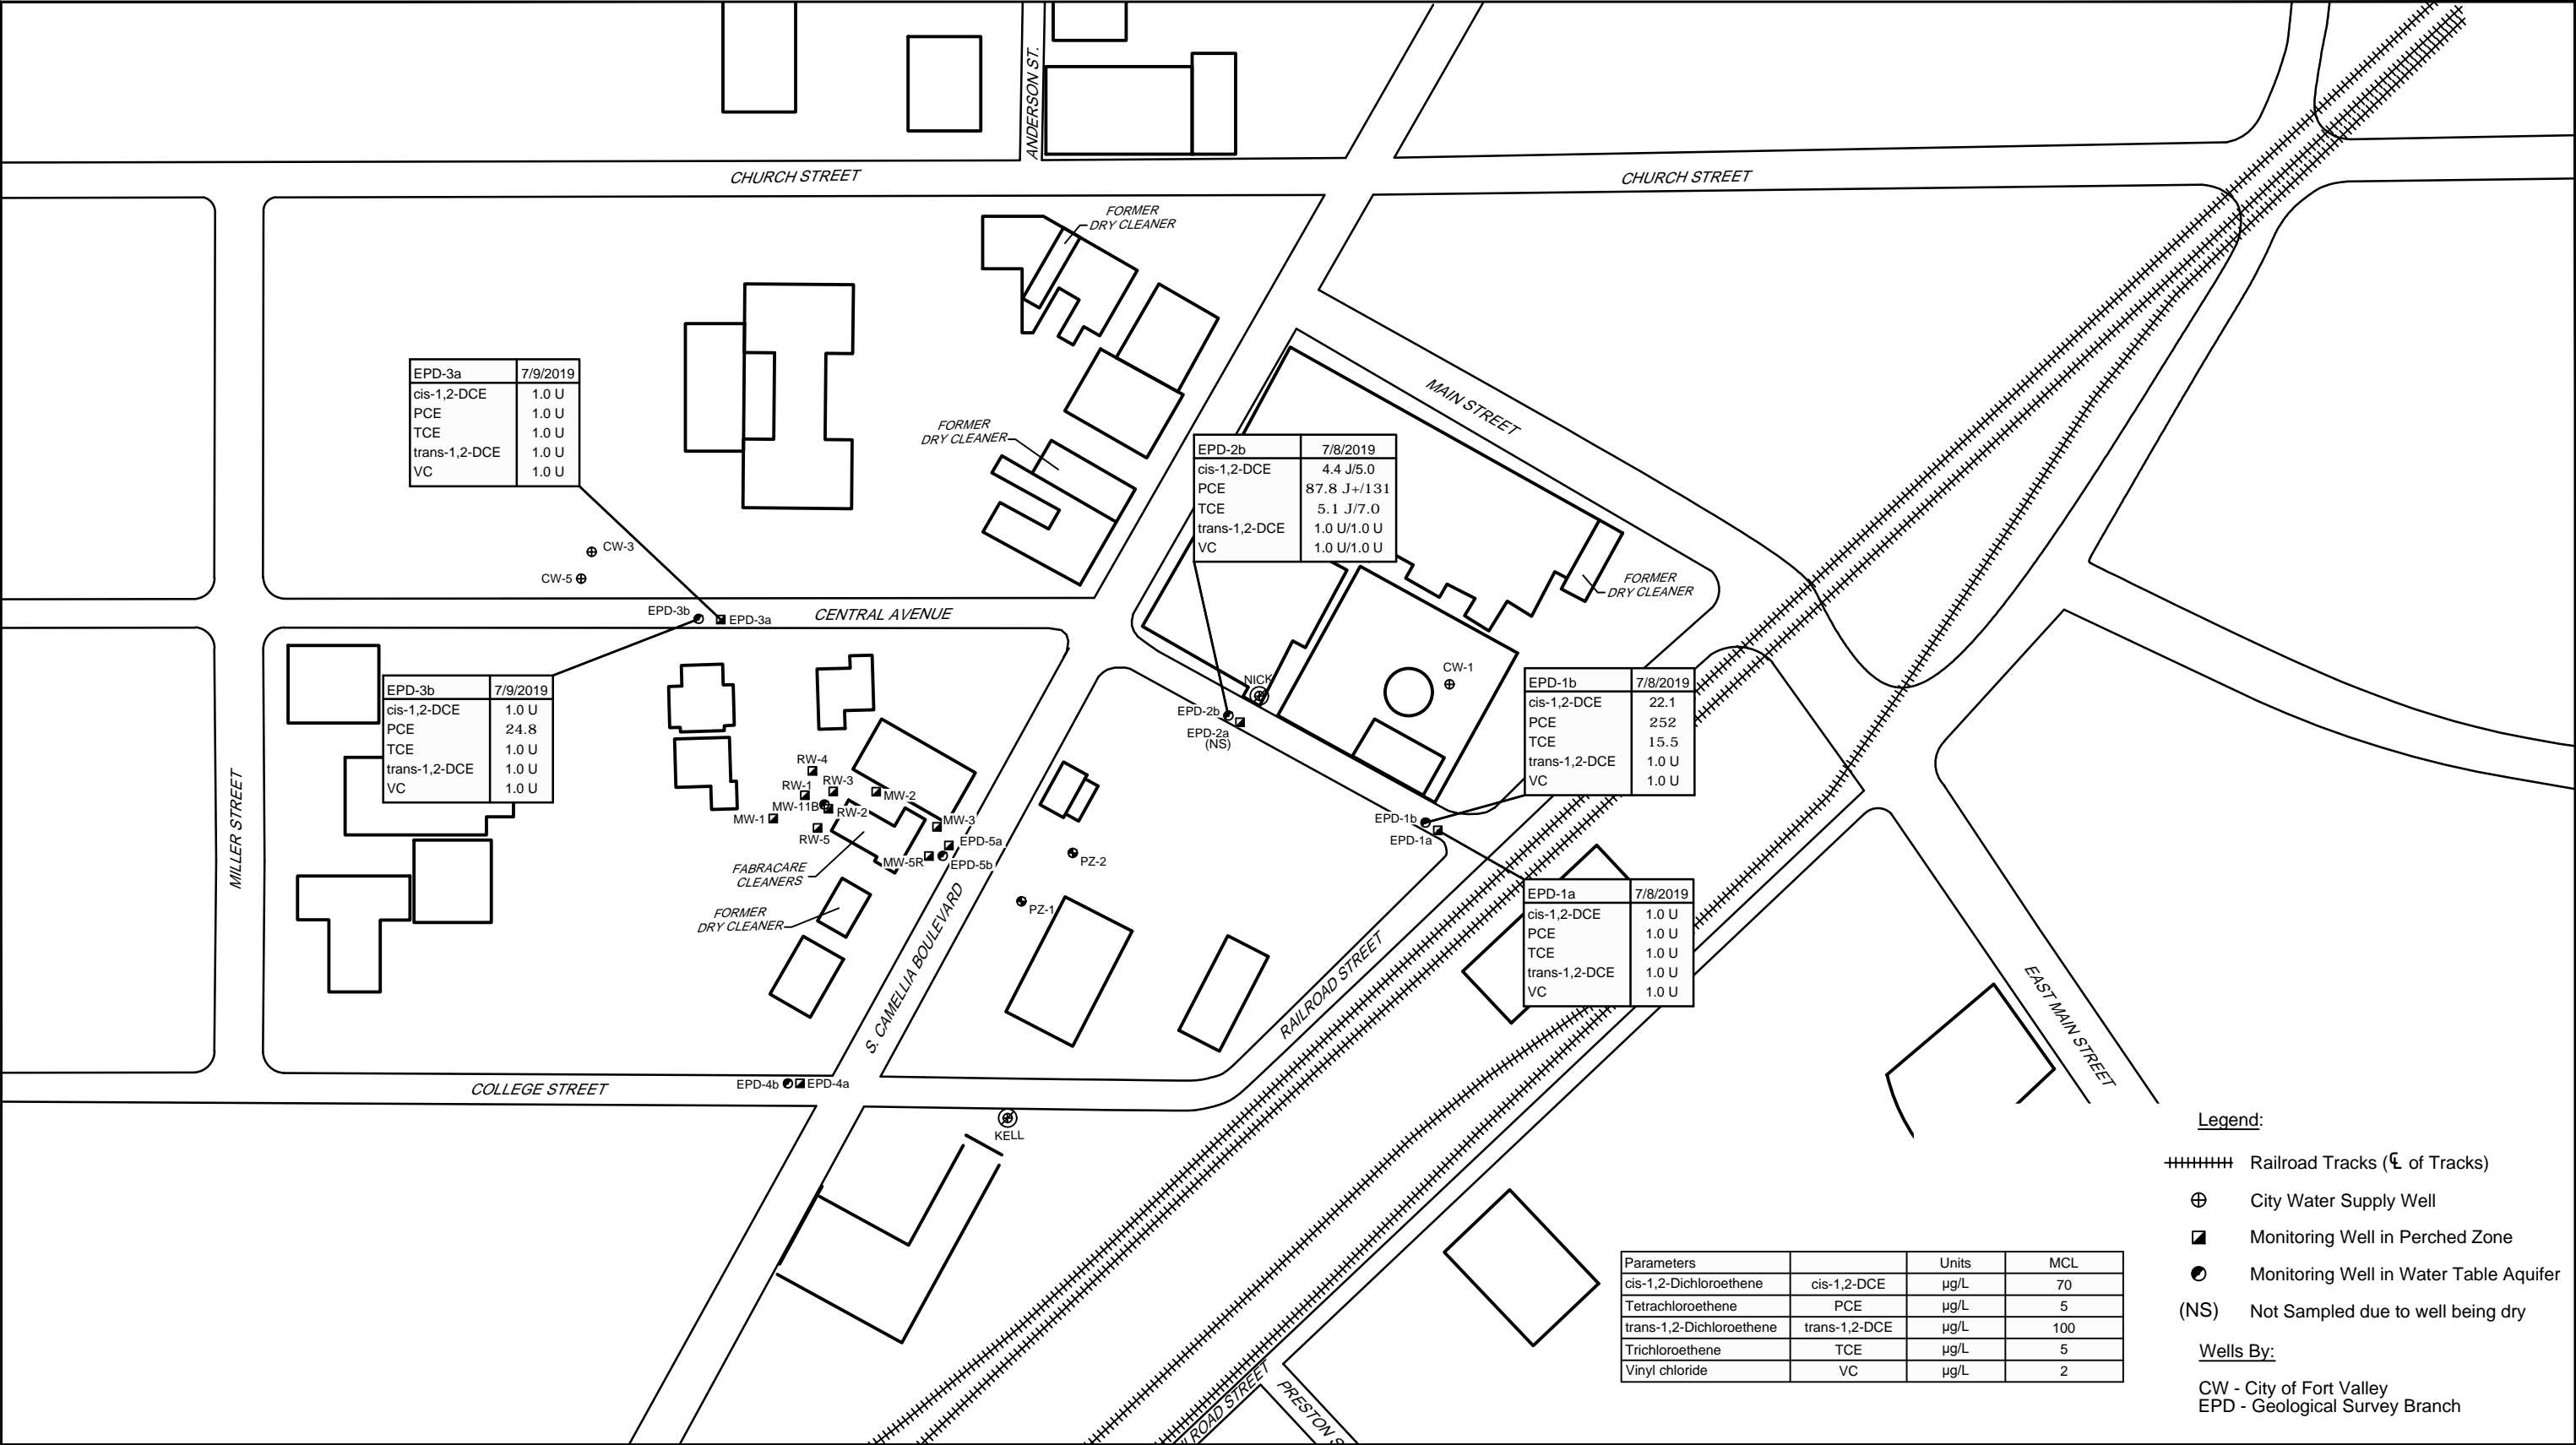 ANDERSON ST.
CHURCH STREET
CHURCH STREET
FORMER
DRY CLEANER
EPD-3a 7/9/2019
cis-1,2-DCE 1.0 U
PCE 1.0 U
TCE 1.0 U
trans-1,2-DCE 1.0 U
VC 1.0 U
MAIN STREET
FORMER
DRY CLEANER
EPD-2b 7/8/2019
cis-1,2-DCE 4.4 J/5.0
PCE 87.8 J+/131
TCE 5.1 J/7.0
trans-1,2-DCE 1.0 U/1.0 U
VC 1.0 U/1.0 U
CW-3
CW-5
FORMER
DRY CLEANER
EPD-3b
EPD-3a
CENTRAL AVENUE
CW-1
NICK
EPD-2b
EPD-2a
(NS)
EPD-3b 7/9/2019
cis-1,2-DCE 1.0 U
PCE 24.8
TCE 1.0 U
trans-1,2-DCE 1.0 U
VC 1.0 U
EPD-1b 7/8/2019
cis-1,2-DCE 22.1
PCE 252
TCE 15.5
trans-1,2-DCE 1.0 U
VC 1.0 U
RW-4
RW-1
RW-3
MW-2
MW-11B
RW-2
MW-1
RW-5
MW-3
EPD-5a
MW-5R
EPD-5b
EPD-1b
EPD-1a
PZ-2
PZ-1
MILLER STREET
FABRACARE
CLEANERS
FORMER
DRY CLEANER
S. CAMELLIA BOULEVARD
RAILROAD STREET
EPD-1a 7/8/2019
cis-1,2-DCE 1.0 U
PCE 1.0 U
TCE 1.0 U
trans-1,2-DCE 1.0 U
VC 1.0 U
EAST MAIN STREET
EPD-4b
EPD-4a
COLLEGE STREET
KELL
Legend:
Railroad Tracks (℄ of Tracks)
City Water Supply Well
Monitoring Well in Perched Zone
Monitoring Well in Water Table Aquifer
(NS) Not Sampled due to well being dry
Wells By:
CW - City of Fort Valley
EPD - Geological Survey Branch
Parameters Units MCL
cis-1,2-Dichloroethene cis-1,2-DCE µg/L 70
Tetrachloroethene PCE µg/L 5
trans-1,2-Dichloroethene trans-1,2-DCE µg/L 100
Trichloroethene TCE µg/L 5
Vinyl chloride VC µg/L 2
ILROAD STREET
PRESTON S